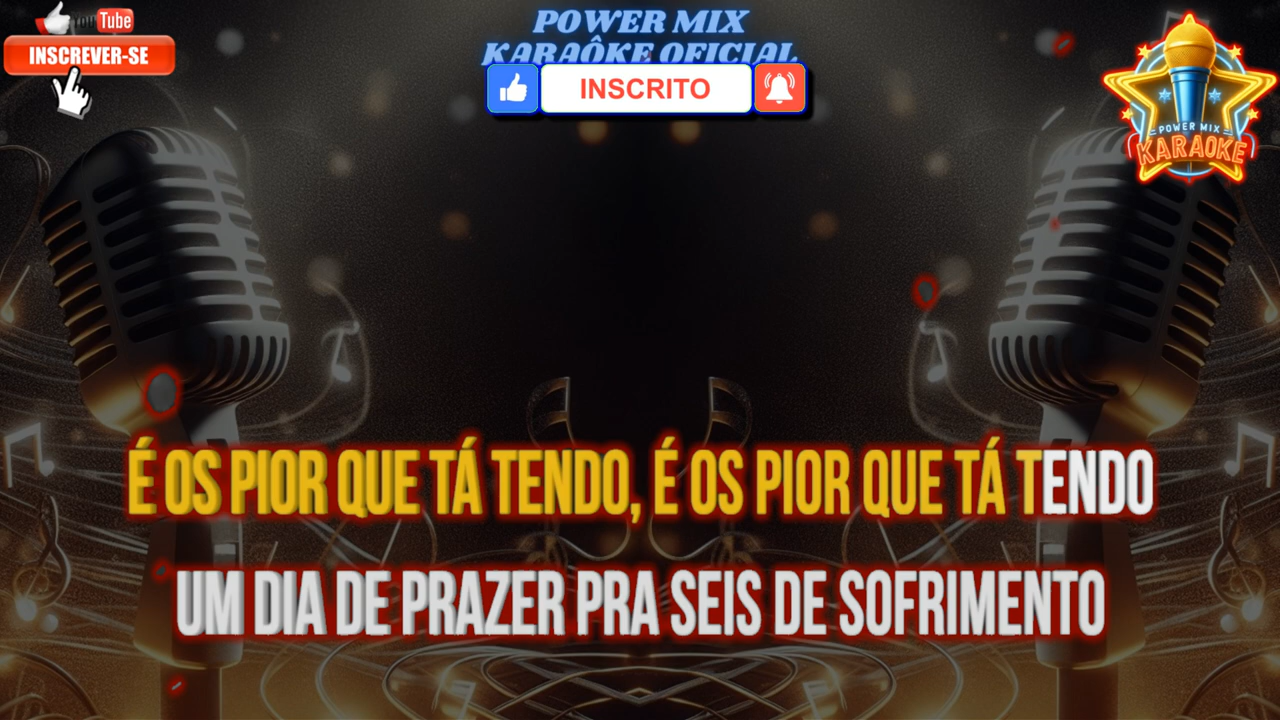 Tube
INSCREVER-SE
POWER MIX
KARAÔKE OFICIAL
INSCRITO
POWER MIX
KARAOKE
É OS PIOR QUE TÁ TENDO, É OS PIOR QUE TÁ TENDO
UM DIA DE PRAZER PRA SEIS DE SOFRIMENTO